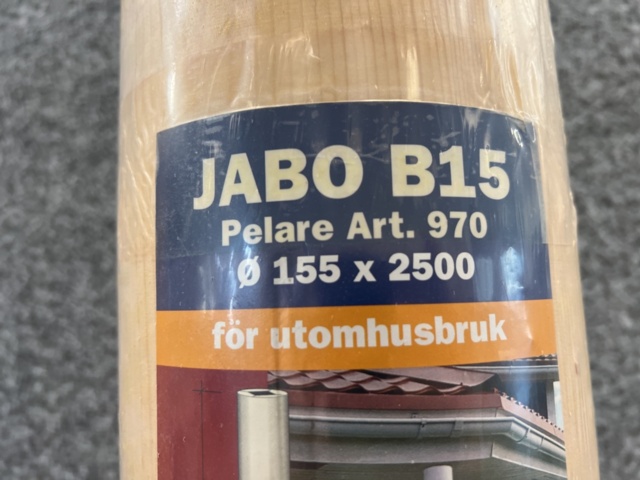 JABO B15
Pelare Art. 970
Ø 155 x 2500
för utomhusbruk